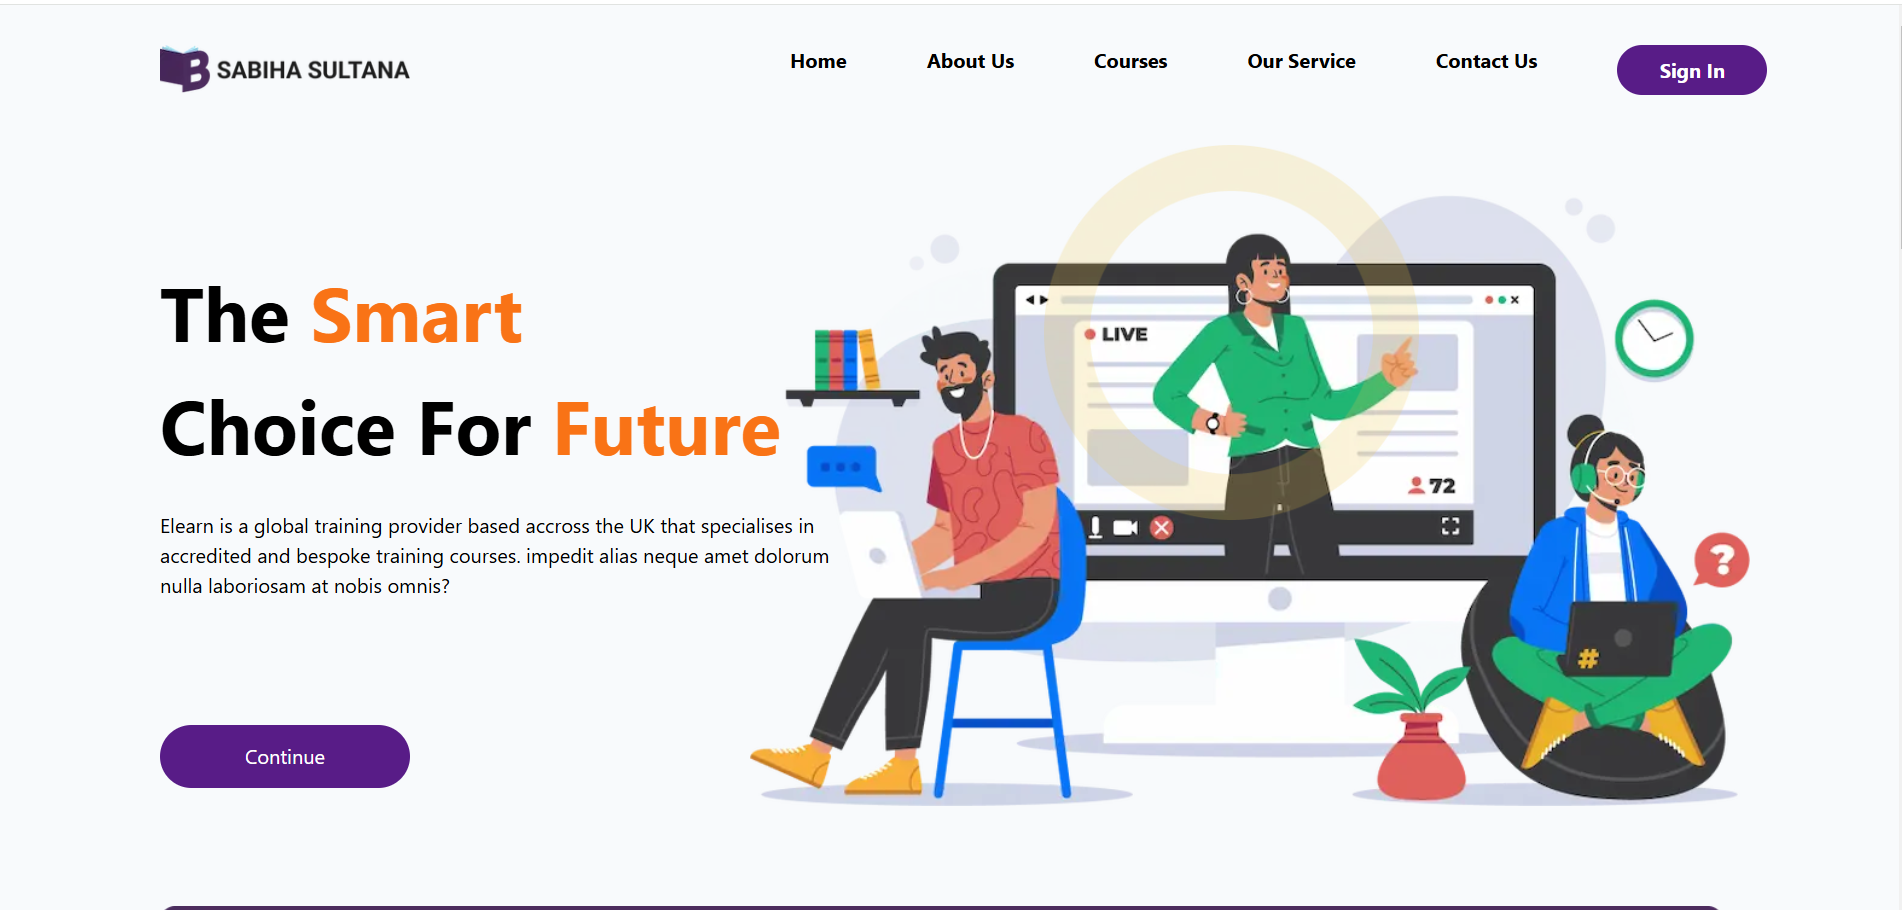 SABIHA SULTANA
Home About Us Courses Our Service Contact Us Sign In
The Smart
Choice For Future
Elearn is a global training provider based accross the UK that specialises in
accredited and bespoke training courses. impedit alias neque amet dolorum
nulla laboriosam at nobis omnis?
Continue
LIVE
72
?
#